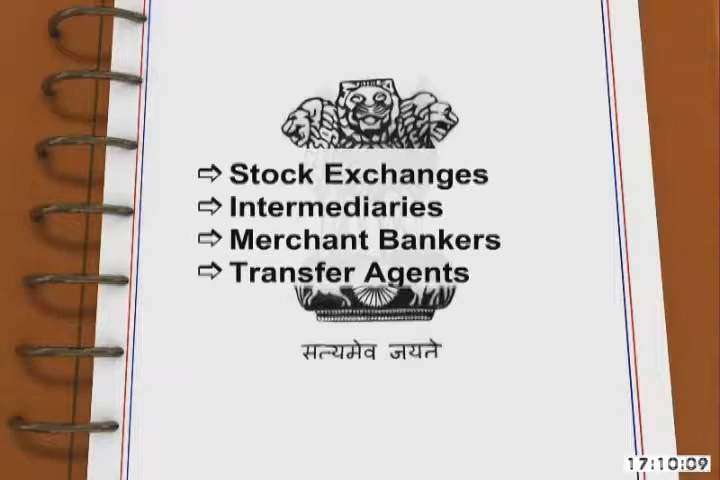 ⇨ Stock Exchanges
⇨ Intermediaries
⇨ Merchant Bankers
⇨ Transfer Agents
सत्यमेव जयते
17:10:09